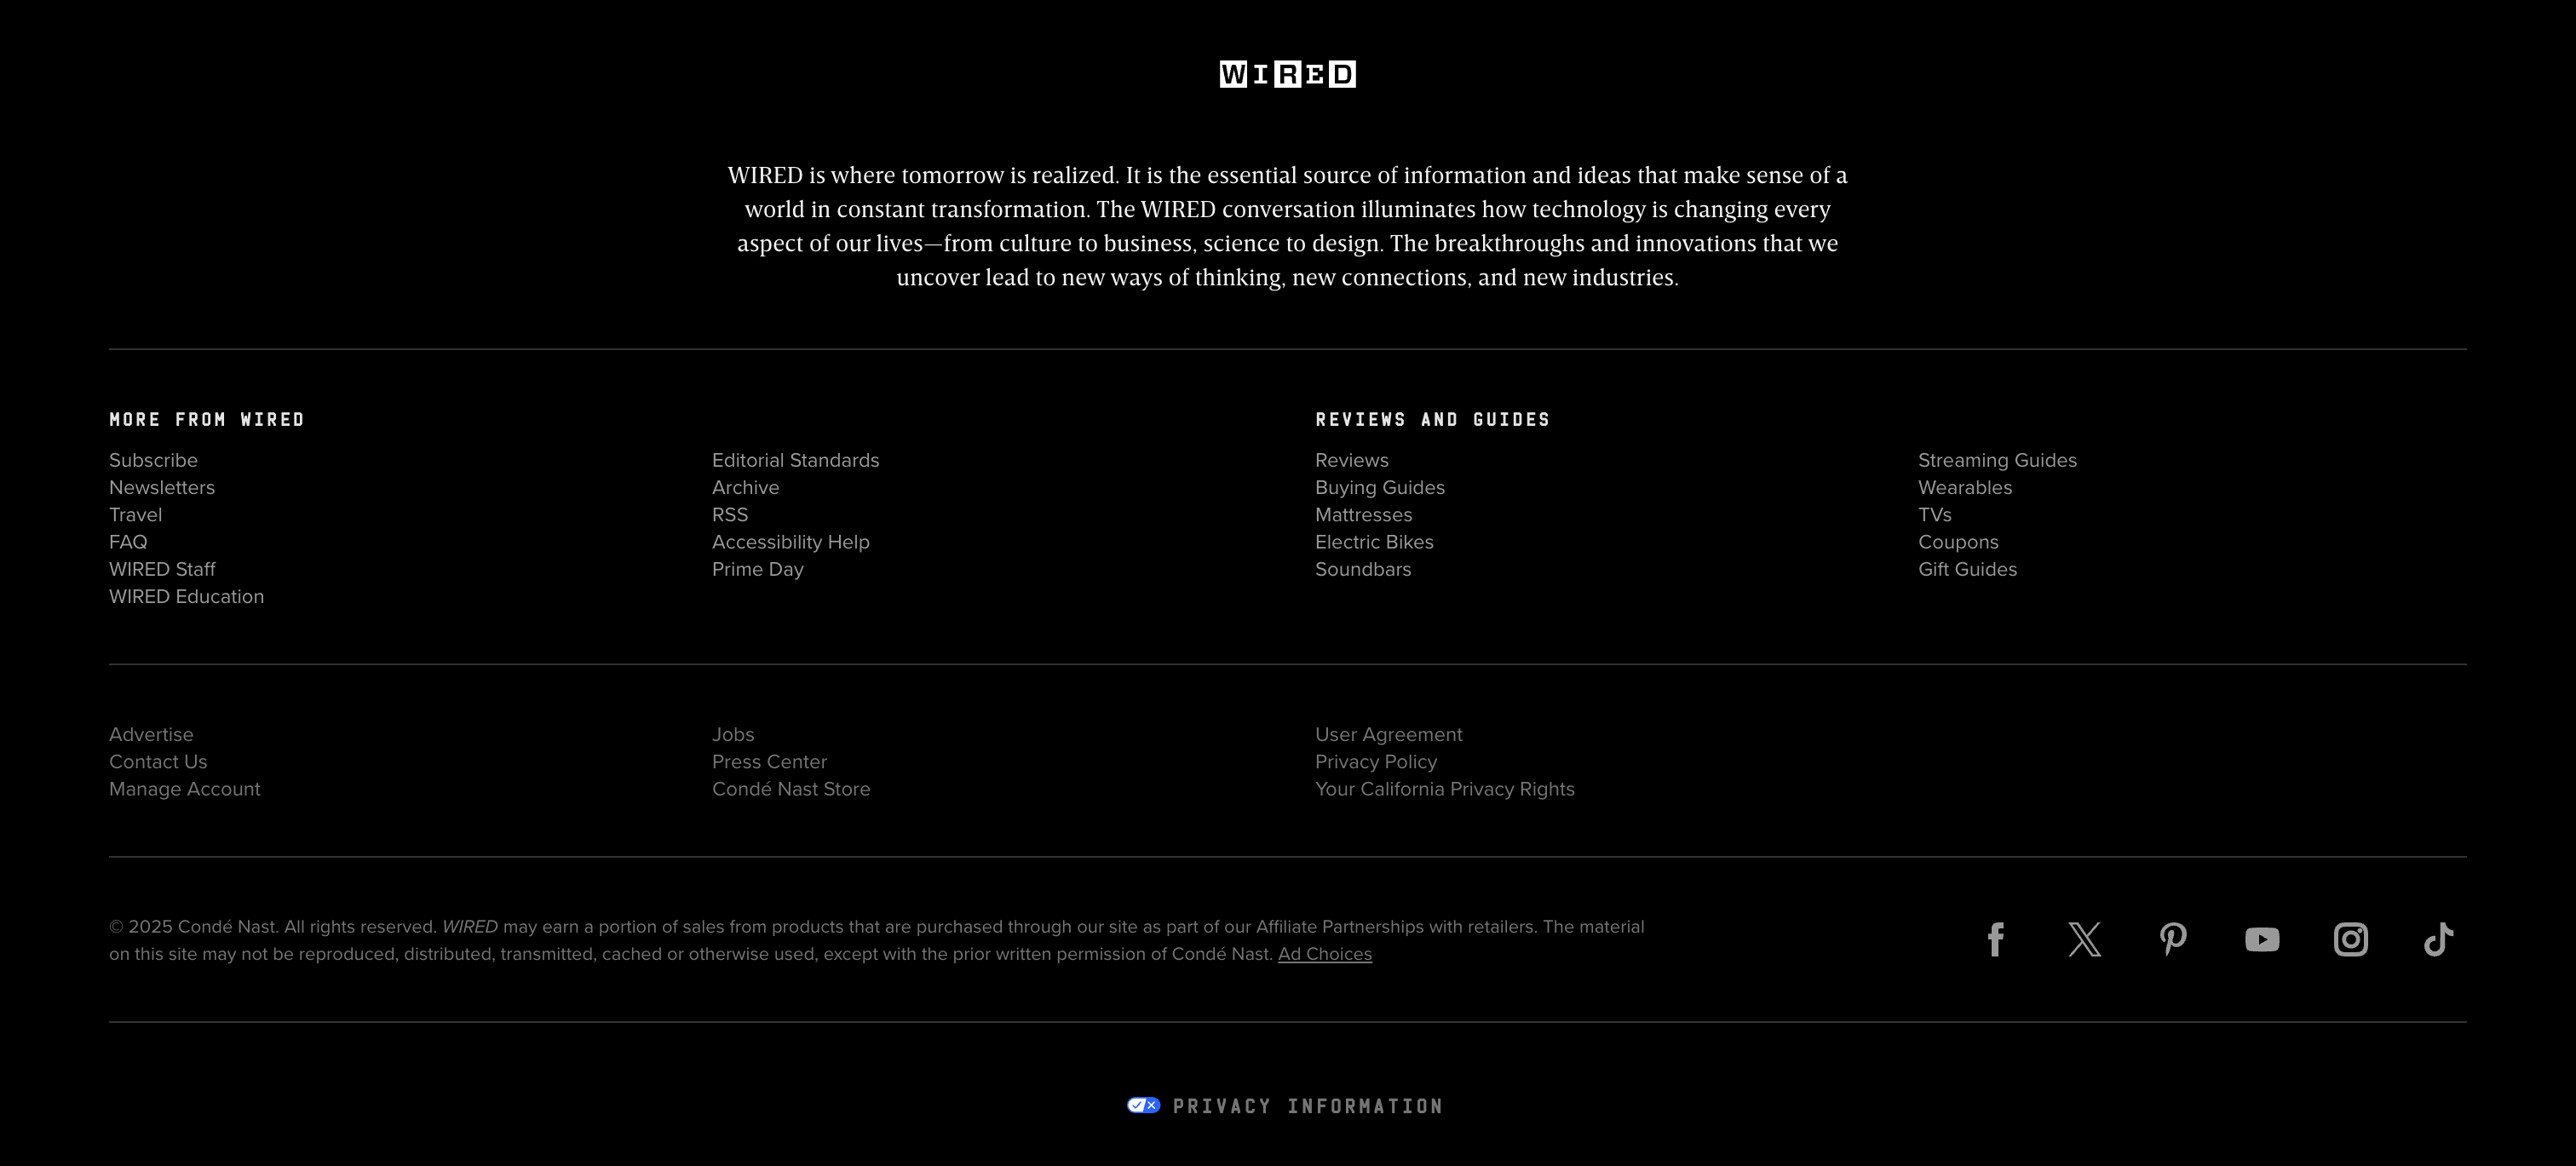 WIRED
WIRED is where tomorrow is realized. It is the essential source of information and ideas that make sense of a
world in constant transformation. The WIRED conversation illuminates how technology is changing every
aspect of our lives—from culture to business, science to design. The breakthroughs and innovations that we
uncover lead to new ways of thinking, new connections, and new industries.
MORE FROM WIRED
Subscribe
Newsletters
Travel
FAQ
WIRED Staff
WIRED Education
Editorial Standards
Archive
RSS
Accessibility Help
Prime Day
REVIEWS AND GUIDES
Reviews
Buying Guides
Mattresses
Electric Bikes
Soundbars
Streaming Guides
Wearables
TVs
Coupons
Gift Guides
Advertise
Contact Us
Manage Account
Jobs
Press Center
Condé Nast Store
User Agreement
Privacy Policy
Your California Privacy Rights
© 2025 Condé Nast. All rights reserved. WIRED may earn a portion of sales from products that are purchased through our site as part of our Affiliate Partnerships with retailers. The material
on this site may not be reproduced, distributed, transmitted, cached or otherwise used, except with the prior written permission of Condé Nast. Ad Choices
PRIVACY INFORMATION